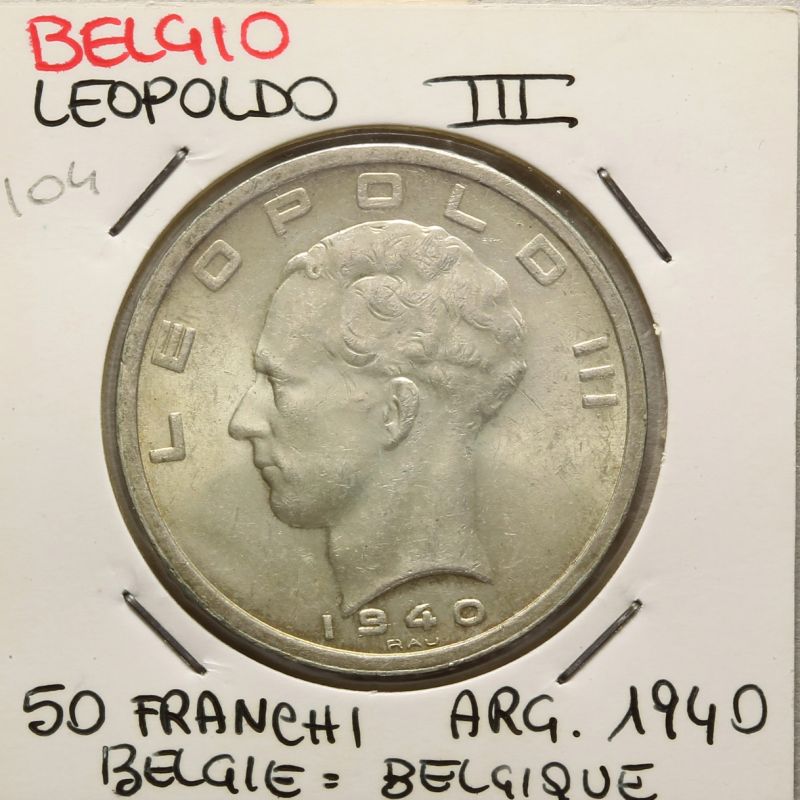 BELGIO
LEOPOLDO III
104
LEOPOLD III
1940
RAU
50 FRANCHI ARG. 1940
BELGIE = BELGIQUE